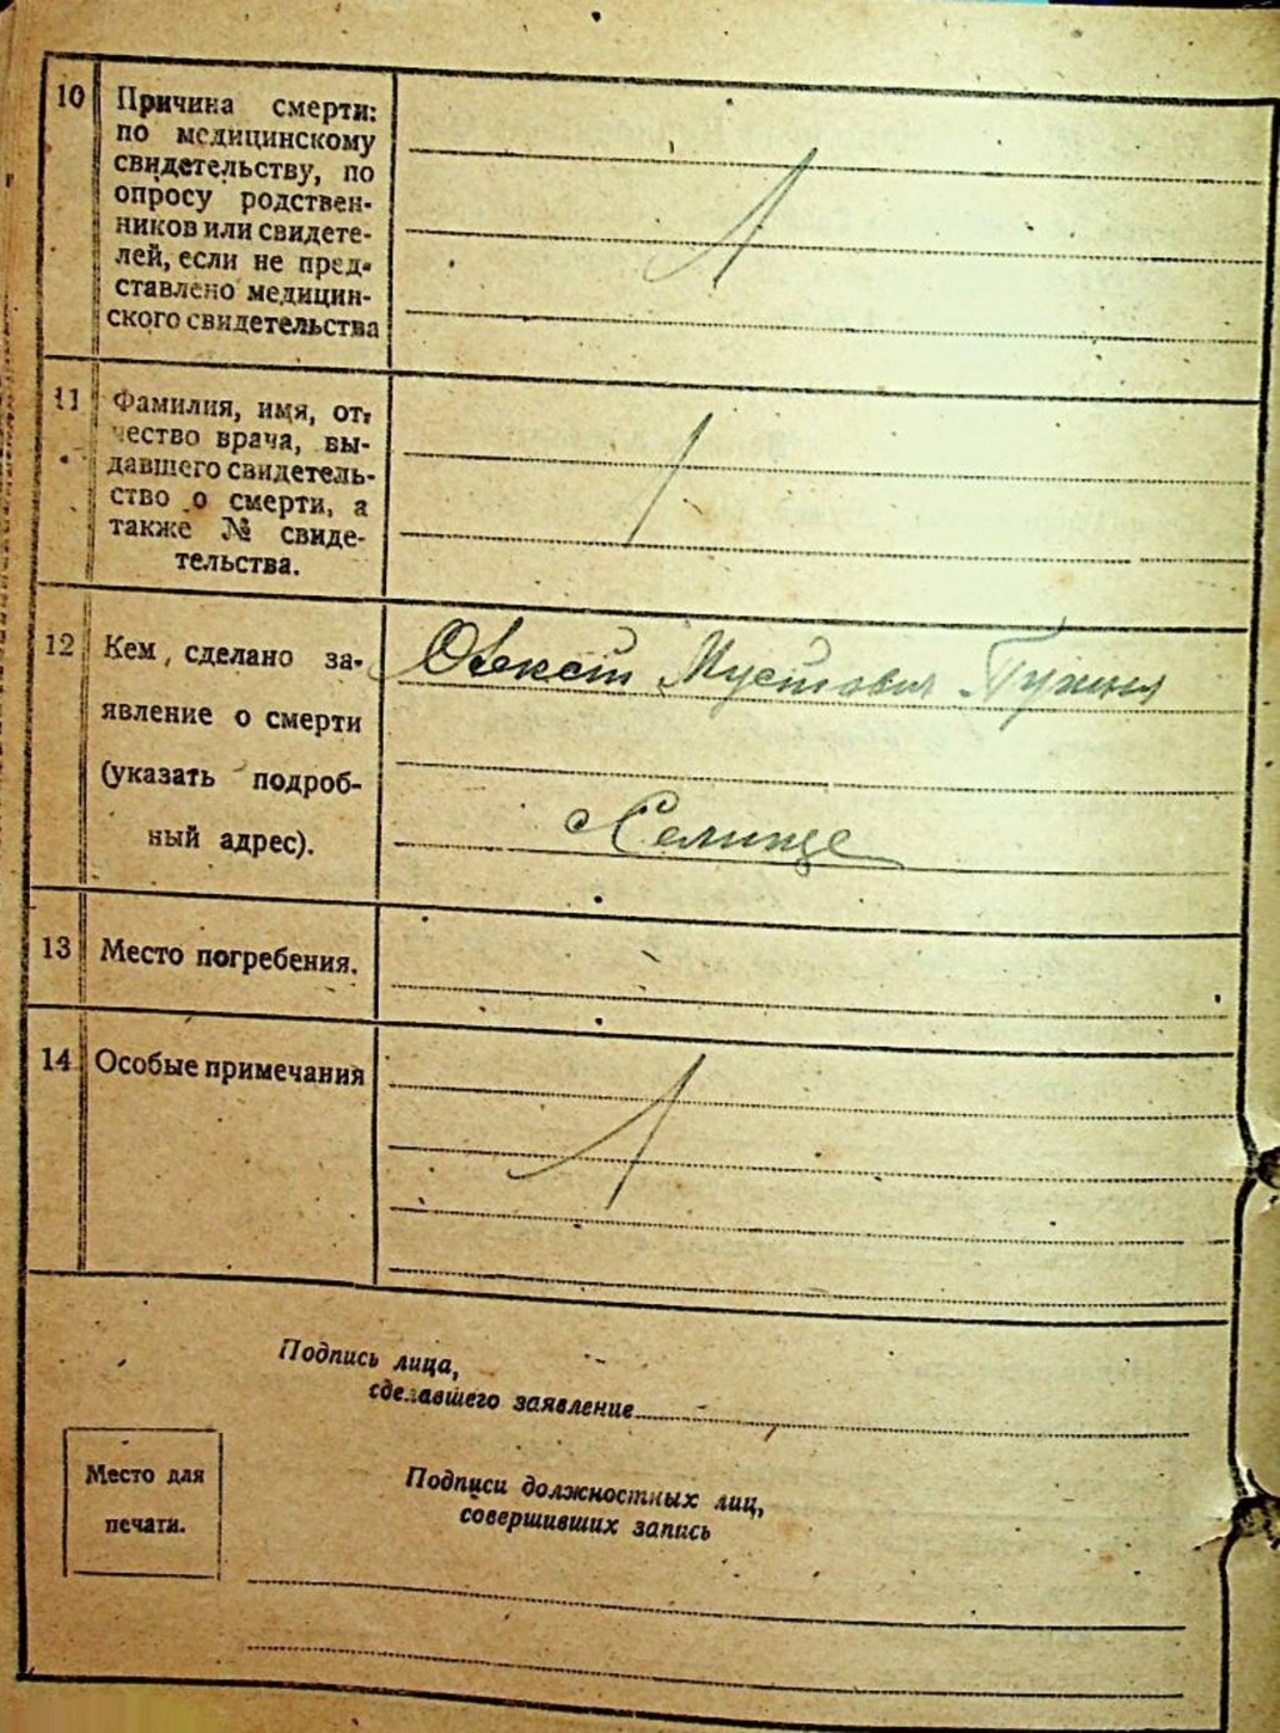 10 Причина смерти:
по медицинскому
свидетельству, по
опросу родствен-
ников или свидете-
лей, если не пред-
ставлено медицин-
ского свидетельства
11 Фамилия, имя, от-
чество врача, вы-
давшего свидетель-
ство о смерти, а
также № свиде-
тельства.
12 Кем сделано за-
явление о смерти
(указать подроб-
ный адрес).
Селище
13 Место погребения.
14 Особые примечания
Подпись лица,
сделавшего заявление
Место для
печати.
Подписи должностных лиц,
совершивших запись